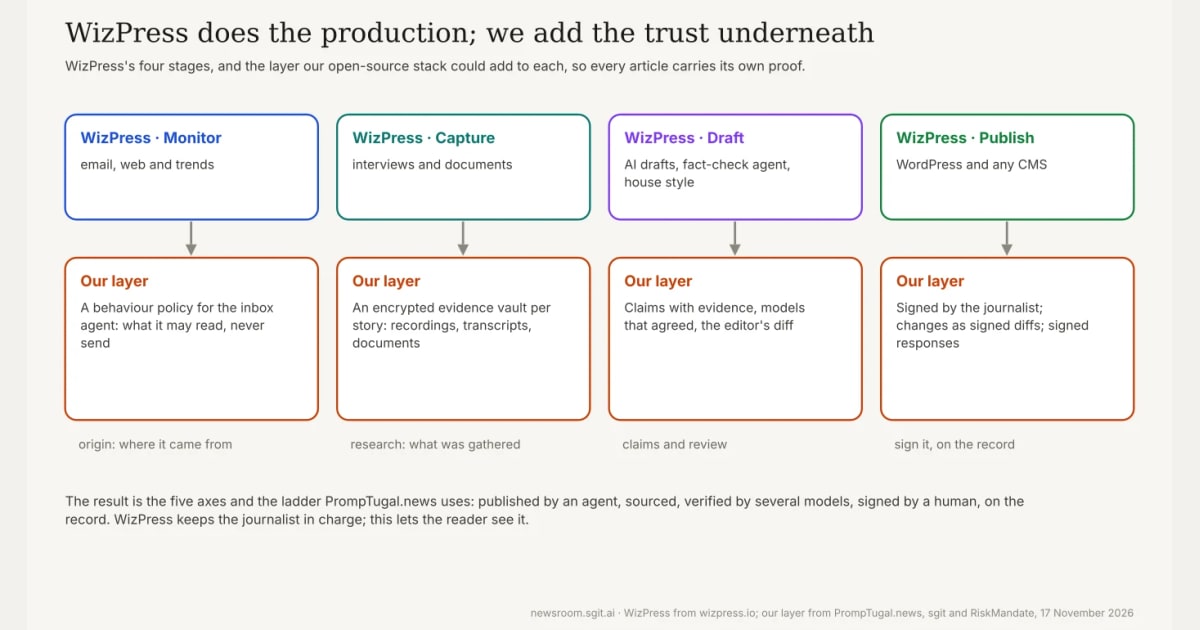 WizPress does the production; we add the trust underneath
WizPress's four stages, and the layer our open-source stack could add to each, so every article carries its own proof.
WizPress · Monitor
email, web and trends
WizPress · Capture
interviews and documents
WizPress · Draft
AI drafts, fact-check agent,
house style
WizPress · Publish
WordPress and any CMS
Our layer
A behaviour policy for the inbox
agent: what it may read, never
send
Our layer
An encrypted evidence vault per
story: recordings, transcripts,
documents
Our layer
Claims with evidence, models
that agreed, the editor's diff
Our layer
Signed by the journalist;
changes as signed diffs; signed
responses
origin: where it came from
research: what was gathered
claims and review
sign it, on the record
The result is the five axes and the ladder PrompTugal.news uses: published by an agent, sourced, verified by several models, signed by a human, on the
record. WizPress keeps the journalist in charge; this lets the reader see it.
newsroom.sgit.ai · WizPress from wizpress.io; our layer from PrompTugal.news, sgit and RiskMandate, 17 November 2026